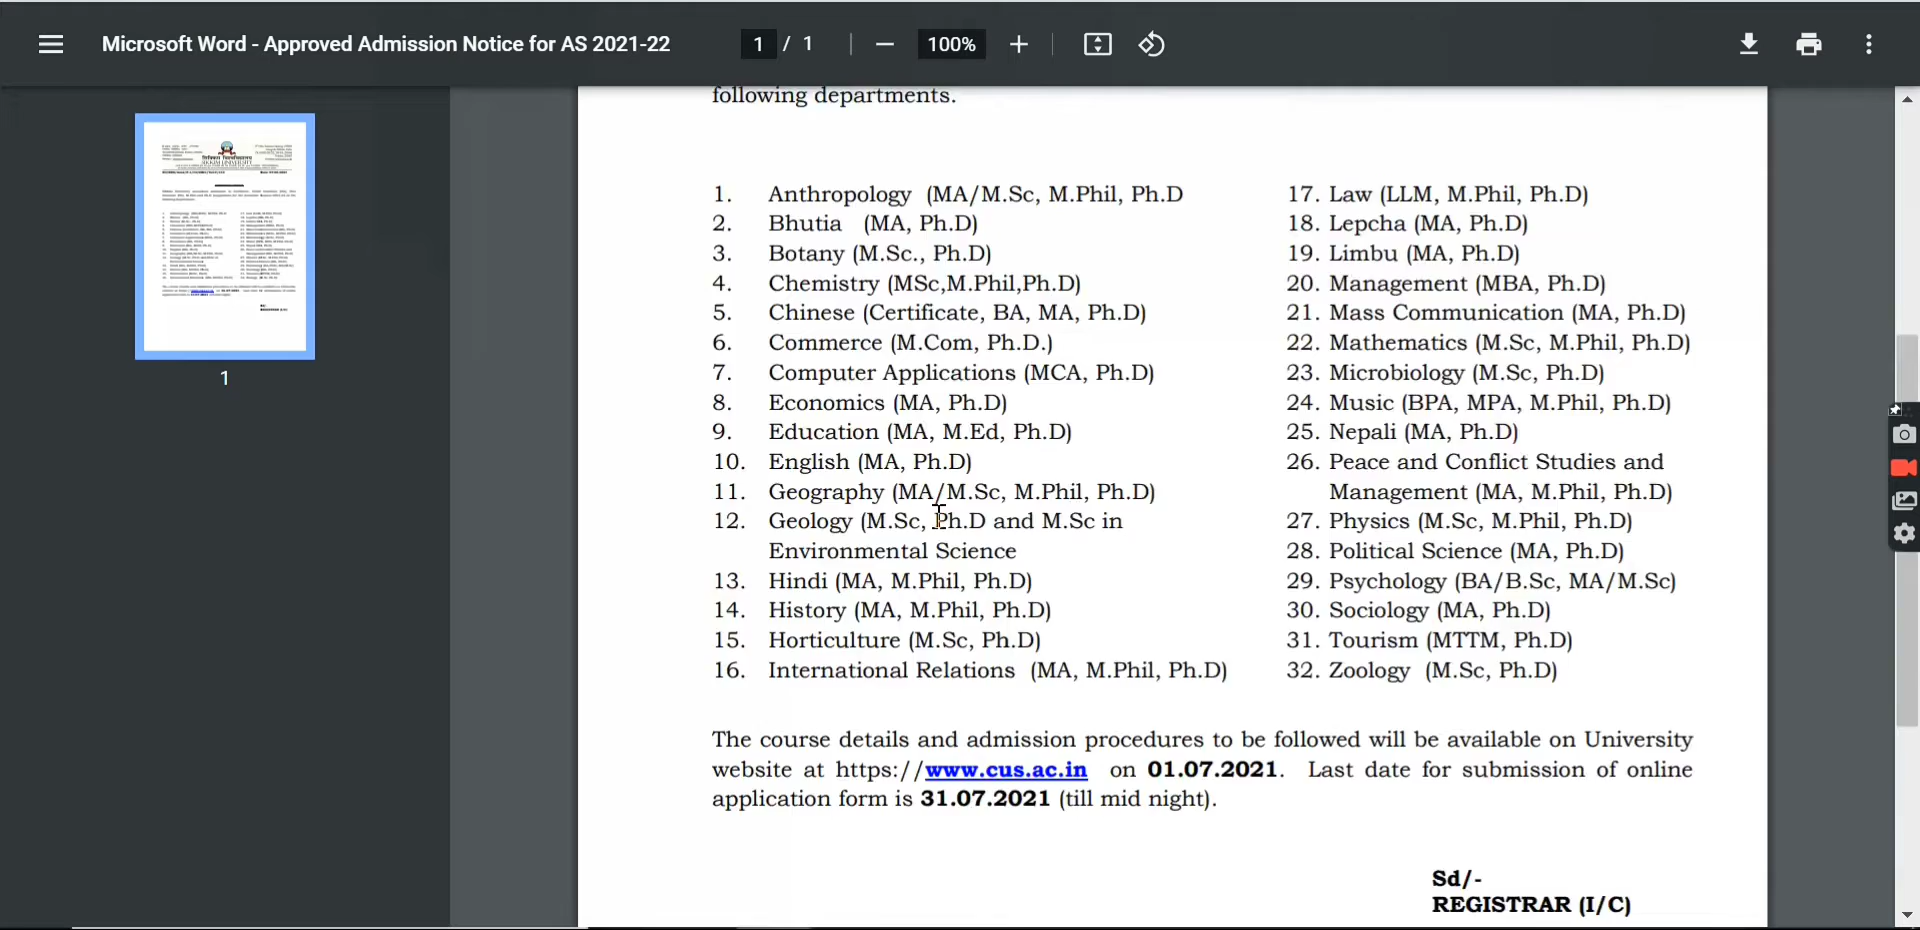 Microsoft Word - Approved Admission Notice for AS 2021-22
1 / 1
100%
1
following departments.
1. Anthropology (MA/M.Sc, M.Phil, Ph.D
2. Bhutia (MA, Ph.D)
3. Botany (M.Sc., Ph.D)
4. Chemistry (MSc,M.Phil,Ph.D)
5. Chinese (Certificate, BA, MA, Ph.D)
6. Commerce (M.Com, Ph.D.)
7. Computer Applications (MCA, Ph.D)
8. Economics (MA, Ph.D)
9. Education (MA, M.Ed, Ph.D)
10. English (MA, Ph.D)
11. Geography (MA/M.Sc, M.Phil, Ph.D)
12. Geology (M.Sc, Ph.D and M.Sc in
Environmental Science
13. Hindi (MA, M.Phil, Ph.D)
14. History (MA, M.Phil, Ph.D)
15. Horticulture (M.Sc, Ph.D)
16. International Relations (MA, M.Phil, Ph.D)
17. Law (LLM, M.Phil, Ph.D)
18. Lepcha (MA, Ph.D)
19. Limbu (MA, Ph.D)
20. Management (MBA, Ph.D)
21. Mass Communication (MA, Ph.D)
22. Mathematics (M.Sc, M.Phil, Ph.D)
23. Microbiology (M.Sc, Ph.D)
24. Music (BPA, MPA, M.Phil, Ph.D)
25. Nepali (MA, Ph.D)
26. Peace and Conflict Studies and
Management (MA, M.Phil, Ph.D)
27. Physics (M.Sc, M.Phil, Ph.D)
28. Political Science (MA, Ph.D)
29. Psychology (BA/B.Sc, MA/M.Sc)
30. Sociology (MA, Ph.D)
31. Tourism (MTTM, Ph.D)
32. Zoology (M.Sc, Ph.D)
The course details and admission procedures to be followed will be available on University
website at https://www.cus.ac.in on 01.07.2021. Last date for submission of online
application form is 31.07.2021 (till mid night).
Sd/-
REGISTRAR (I/C)